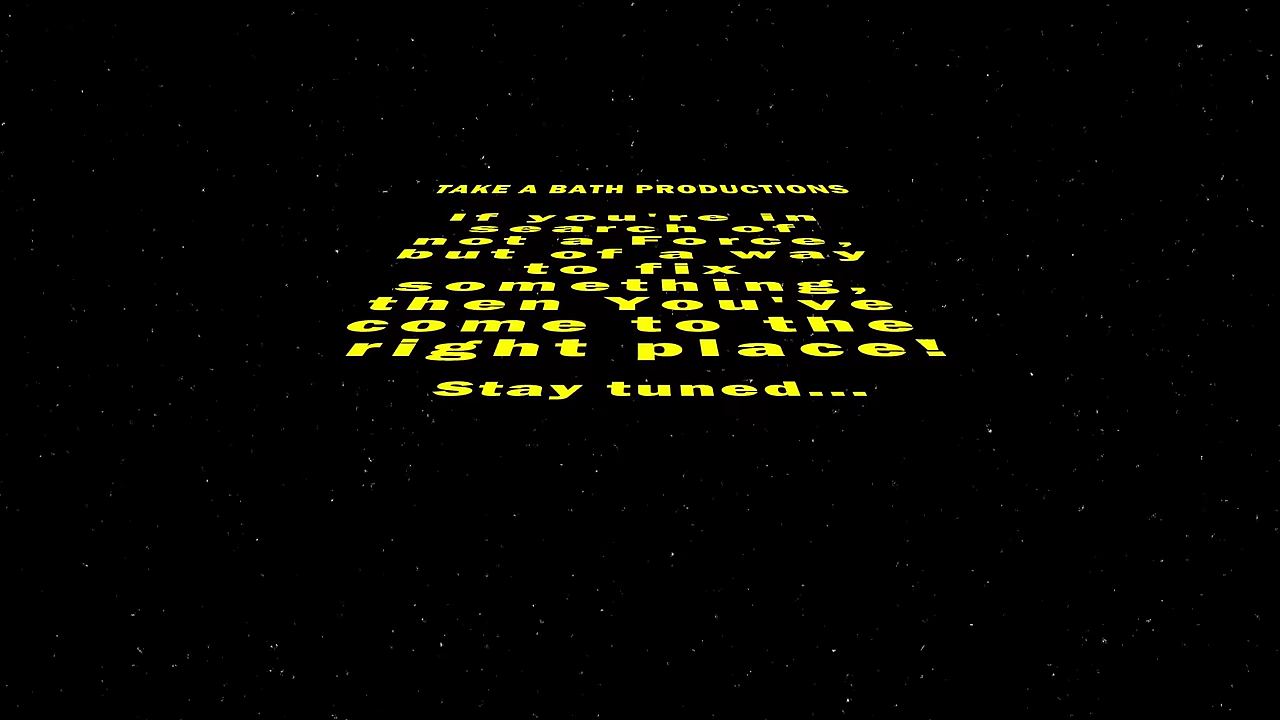 TAKE A BATH PRODUCTIONS
If you're in
search of
not a Force,
but of a way
to fix
something,
then You've
come to the
right place!
Stay tuned...